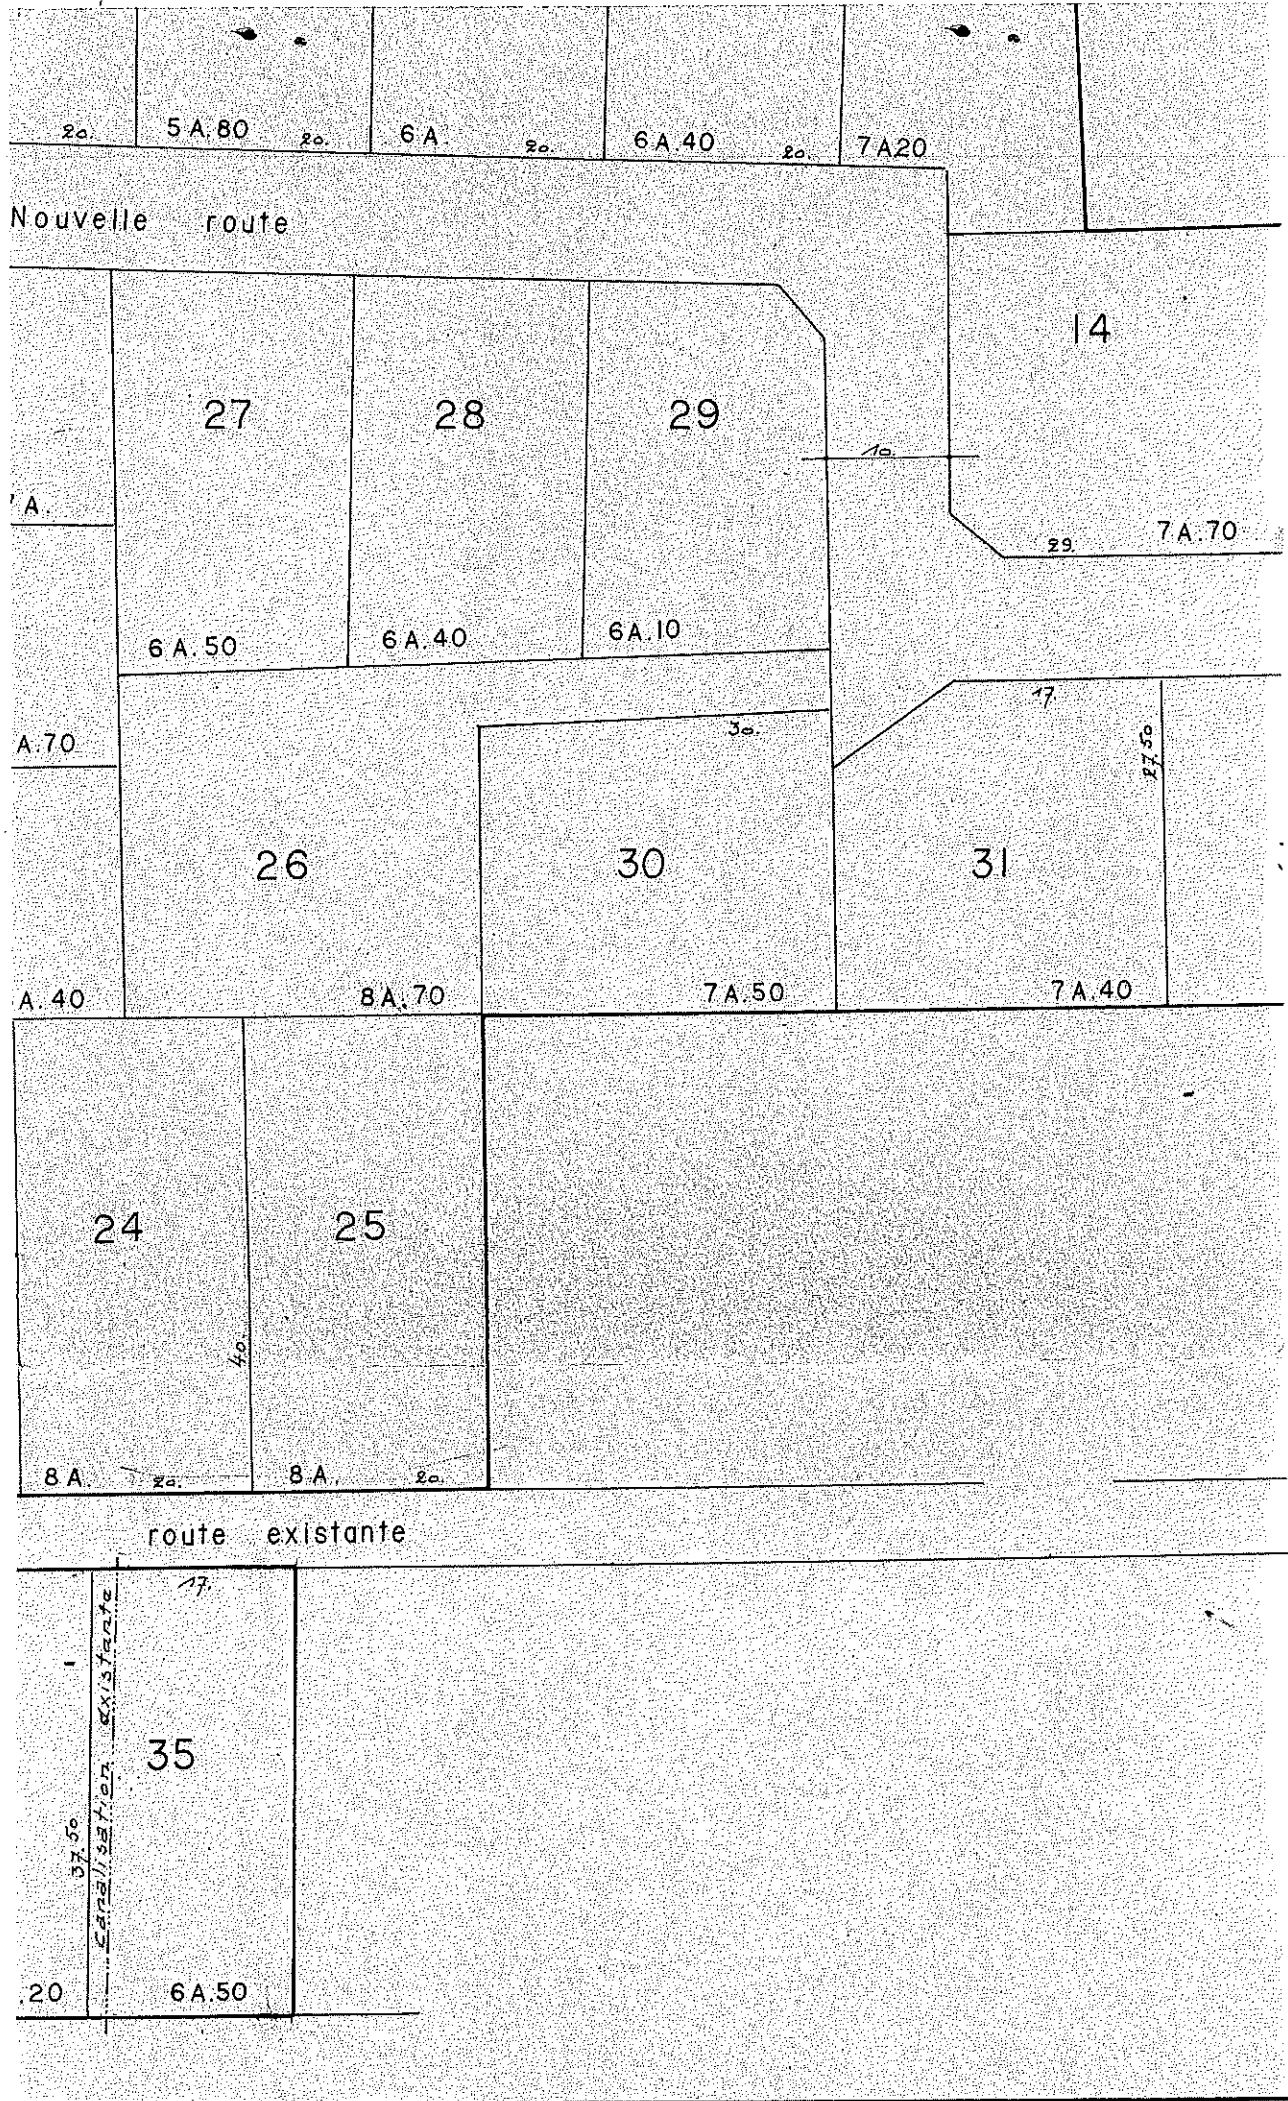 20. 5 A.80 20. 6 A. 20. 6 A.40 20. 7 A20
Nouvelle route
14
27 28 29
10.
A.
29. 7 A.70
6 A.50 6 A.40 6 A.10
17.
30.
A.70
27.50
26 30 31
A.40 8 A.70 7 A.50 7 A.40
24 25
40.
8 A. 20. 8 A. 20.
route existante
17.
Canalisation existante
35
37.50
.20 6 A.50